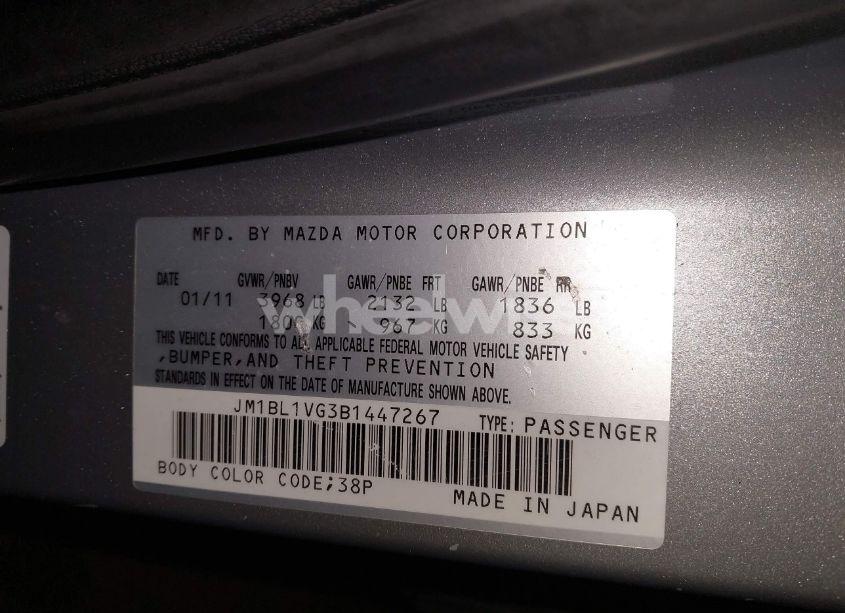 MFD. BY MAZDA MOTOR CORPORATION
DATE GVWR/PNBV GAWR/PNBE FRT GAWR/PNBE RR
01/11 3968 LB 2132 LB 1836 LB
1800 KG 967 KG 833 KG
THIS VEHICLE CONFORMS TO ALL APPLICABLE FEDERAL MOTOR VEHICLE SAFETY
,BUMPER,AND THEFT PREVENTION
STANDARDS IN EFFECT ON THE DATE OF MANUFACTURE SHOWN ABOVE.
JM1BL1VG3B1447267 TYPE: PASSENGER
BODY COLOR CODE;38P
MADE IN JAPAN